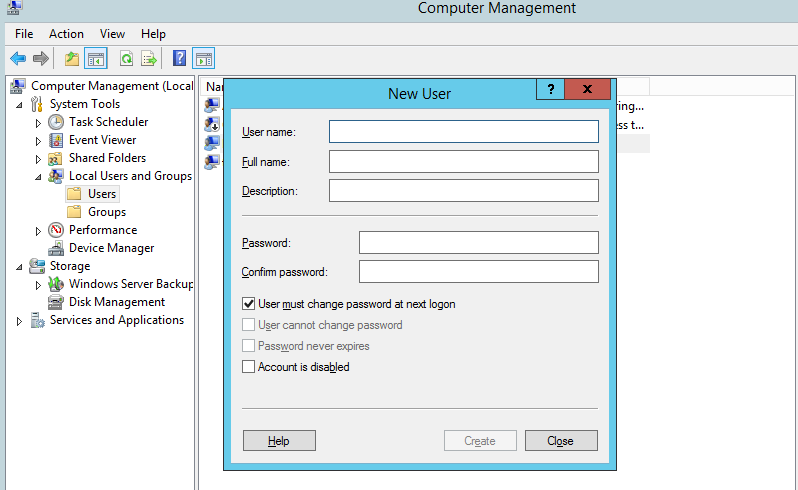 Computer Management
File Action View Help
Computer Management (Local
System Tools
Task Scheduler
Event Viewer
Shared Folders
Local Users and Groups
Users
Groups
Performance
Device Manager
Storage
Windows Server Backup
Disk Management
Services and Applications
New User
? x
User name:
Full name:
Description:
Password:
Confirm password:
User must change password at next logon
User cannot change password
Password never expires
Account is disabled
Help Create Close